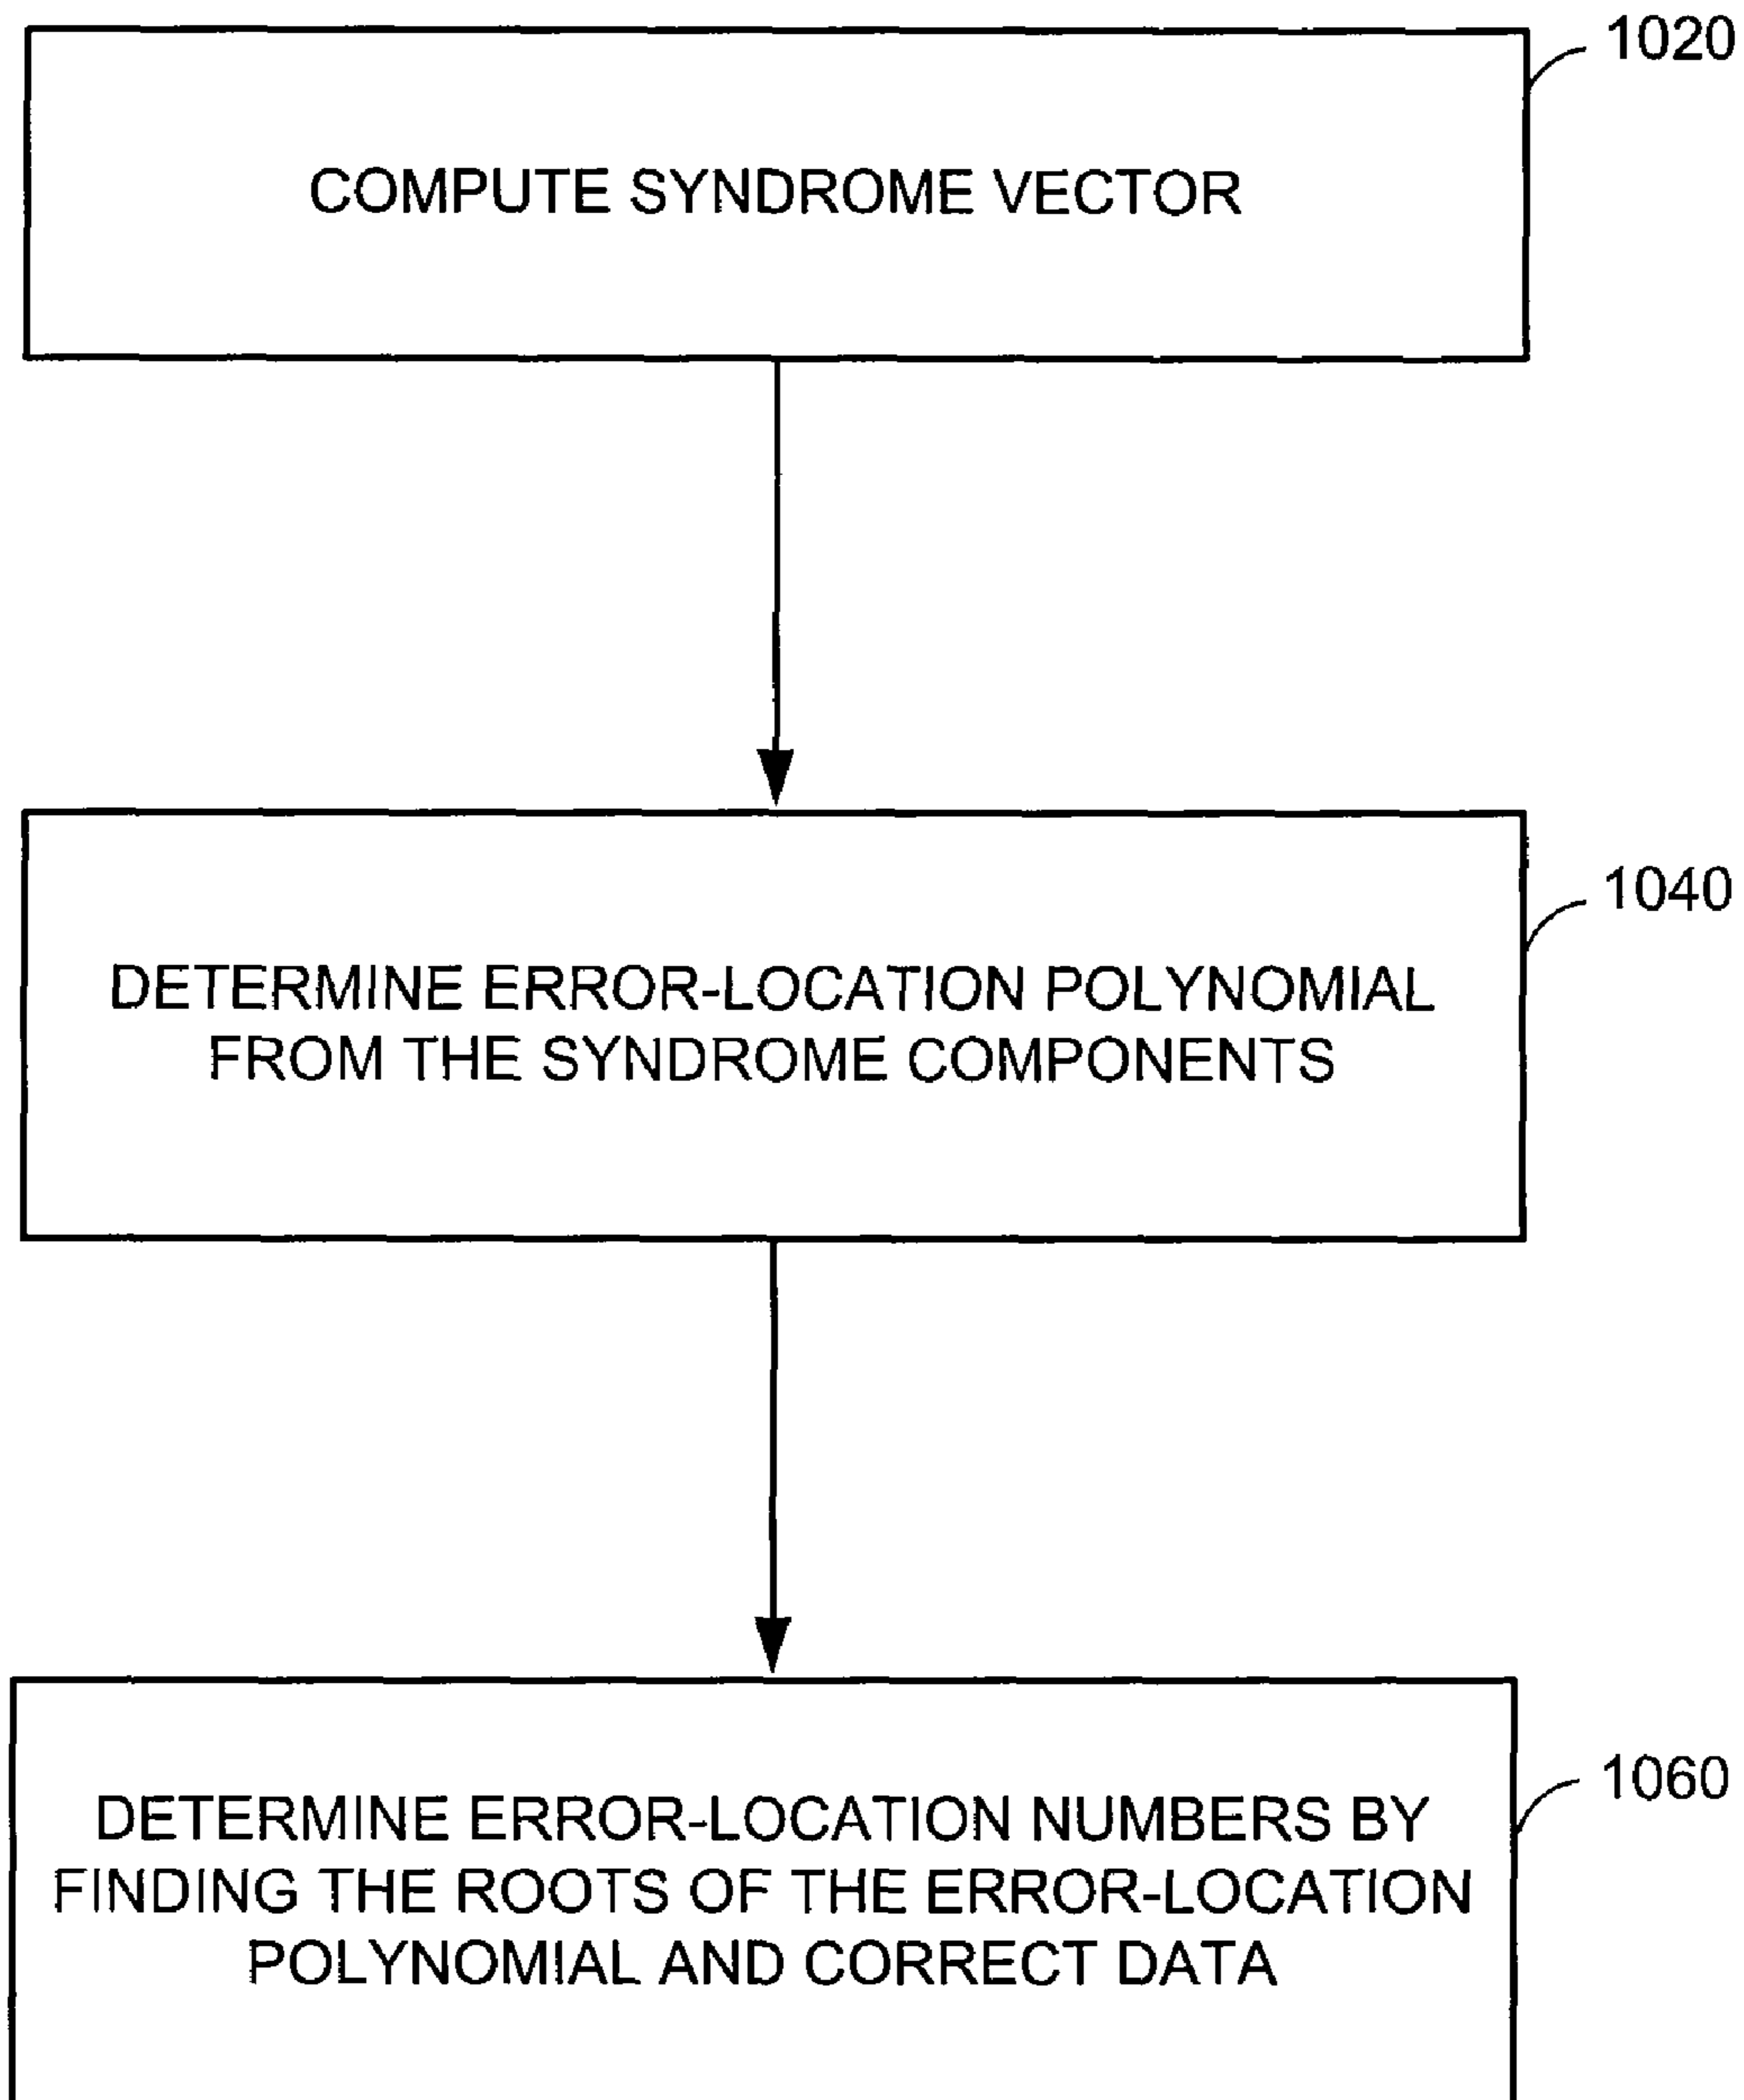 1020
COMPUTE SYNDROME VECTOR
1040
DETERMINE ERROR-LOCATION POLYNOMIAL
FROM THE SYNDROME COMPONENTS
1060
DETERMINE ERROR-LOCATION NUMBERS BY
FINDING THE ROOTS OF THE ERROR-LOCATION
POLYNOMIAL AND CORRECT DATA